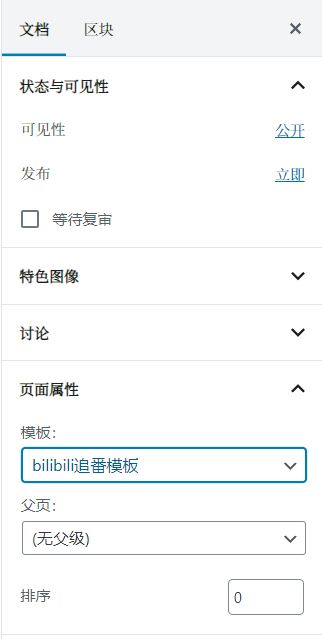 文档 区块
状态与可见性
可见性 公开
发布 立即
等待复审
特色图像
讨论
页面属性
模板：
bilibili追番模板
父页：
(无父级)
排序 0